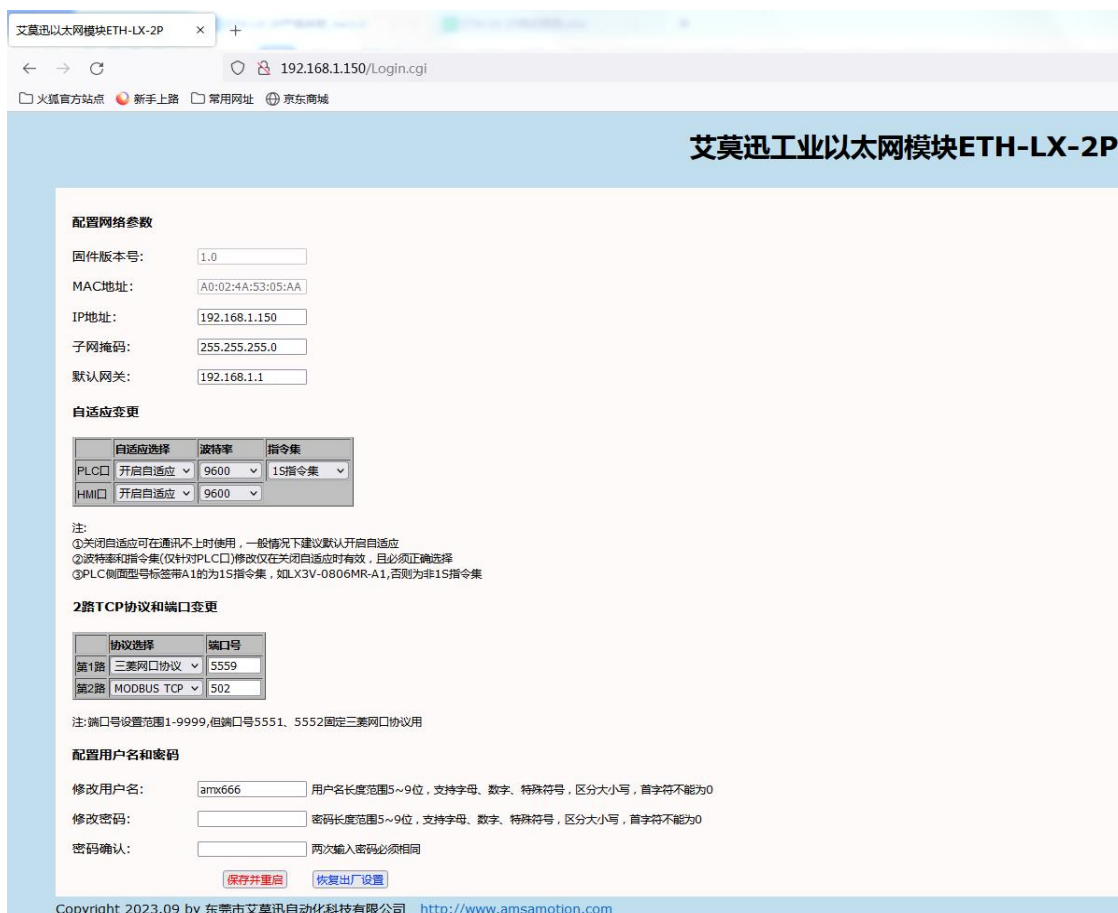 艾莫迅以太网模块ETH-LX-2P × +
192.168.1.150/Login.cgi
火狐官方站点 新手上路 常用网址 京东商城
艾莫迅工业以太网模块ETH-LX-2P
配置网络参数
固件版本号: 1.0
MAC地址: A0:02:4A:53:05:AA
IP地址: 192.168.1.150
子网掩码: 255.255.255.0
默认网关: 192.168.1.1
自适应变更
自适应选择 波特率 指令集
PLC口 开启自适应 9600 1S指令集
HMI口 开启自适应 9600
注:
①关闭自适应可在通讯不上时使用,一般情况下建议默认开启自适应
②波特率和指令集(仅针对PLC口)修改仅在关闭自适应时有效,且必须正确选择
③PLC侧面型号标签带A1的为1S指令集,如LX3V-0806MR-A1,否则为非1S指令集
2路TCP协议和端口变更
协议选择 端口号
第1路 三菱网口协议 5559
第2路 MODBUS TCP 502
注:端口号设置范围1-9999,但端口号5551、5552固定三菱网口协议用
配置用户名和密码
修改用户名: amx666 用户名长度范围5~9位,支持字母、数字、特殊符号,区分大小写,首字符不能为0
修改密码: 密码长度范围5~9位,支持字母、数字、特殊符号,区分大小写,首字符不能为0
密码确认: 两次输入密码必须相同
保存并重启 恢复出厂设置
Copyright 2023.09 by 东莞市艾莫迅自动化科技有限公司 http://www.amsamotion.com